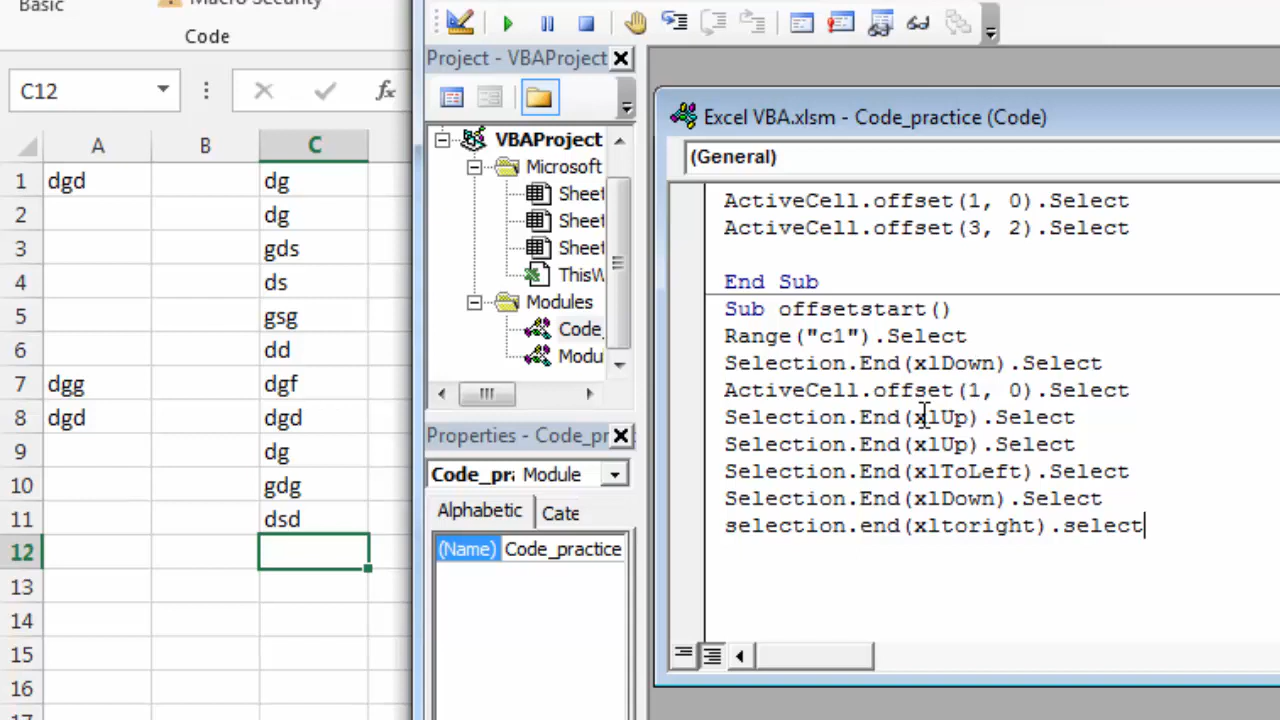 Basic
Macro Security
Code
C12
fx
A B C
1 dgd dg
2 dg
3 gds
4 ds
5 gsg
6 dd
7 dgg dgf
8 dgd dgd
9 dg
10 gdg
11 dsd
12
13
14
15
16
17
Project - VBAProject
VBAProject
Microsoft
Sheet
Sheet
Sheet
ThisW
Modules
Code_
Modu
Properties - Code_pr
Code_pr Module
Alphabetic Cate
(Name) Code_practice
Excel VBA.xlsm - Code_practice (Code)
(General)
ActiveCell.offset(1, 0).Select
ActiveCell.offset(3, 2).Select
End Sub
Sub offsetstart()
Range("c1").Select
Selection.End(xlDown).Select
ActiveCell.offset(1, 0).Select
Selection.End(xlUp).Select
Selection.End(xlUp).Select
Selection.End(xlToLeft).Select
Selection.End(xlDown).Select
selection.end(xltoright).select